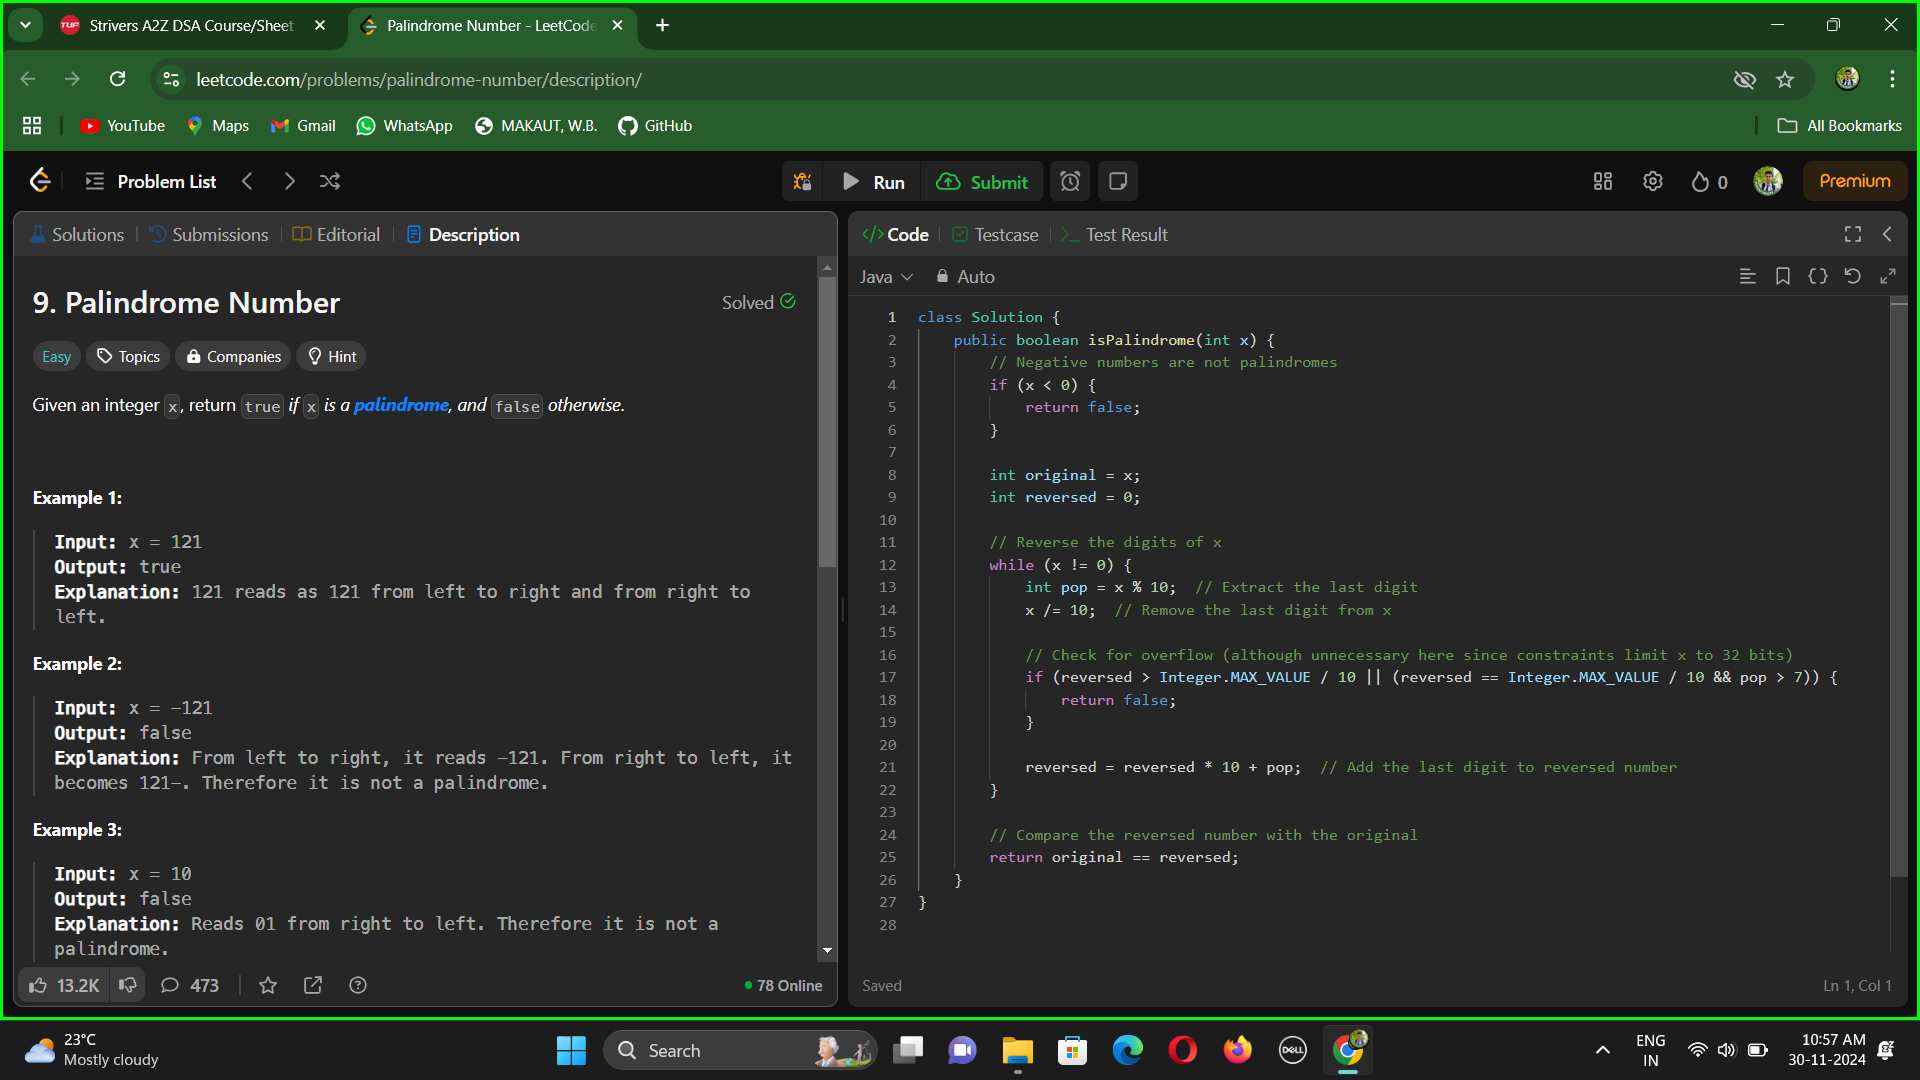 Strivers A2Z DSA Course/Sheet
Palindrome Number - LeetCode
leetcode.com/problems/palindrome-number/description/
YouTube
Maps
Gmail
WhatsApp
MAKAUT, W.B.
GitHub
All Bookmarks
Problem List
Run
Submit
0
Premium
Solutions
Submissions
Editorial
Description
9. Palindrome Number
Solved
Easy
Topics
Companies
Hint
Given an integer x, return true if x is a palindrome, and false otherwise.
Example 1:
Input: x = 121
Output: true
Explanation: 121 reads as 121 from left to right and from right to
left.
Example 2:
Input: x = -121
Output: false
Explanation: From left to right, it reads -121. From right to left, it
becomes 121-. Therefore it is not a palindrome.
Example 3:
Input: x = 10
Output: false
Explanation: Reads 01 from right to left. Therefore it is not a
palindrome.
13.2K
473
78 Online
</> Code
Testcase
>_ Test Result
Java
Auto
1 class Solution {
2 public boolean isPalindrome(int x) {
3 // Negative numbers are not palindromes
4 if (x < 0) {
5 return false;
6 }
7
8 int original = x;
9 int reversed = 0;
10
11 // Reverse the digits of x
12 while (x != 0) {
13 int pop = x % 10; // Extract the last digit
14 x /= 10; // Remove the last digit from x
15
16 // Check for overflow (although unnecessary here since constraints limit x to 32 bits)
17 if (reversed > Integer.MAX_VALUE / 10 || (reversed == Integer.MAX_VALUE / 10 && pop > 7)) {
18 return false;
19 }
20
21 reversed = reversed * 10 + pop; // Add the last digit to reversed number
22 }
23
24 // Compare the reversed number with the original
25 return original == reversed;
26 }
27 }
28
Saved
Ln 1, Col 1
23°C
Mostly cloudy
Search
DELL
ENG
IN
10:57 AM
30-11-2024